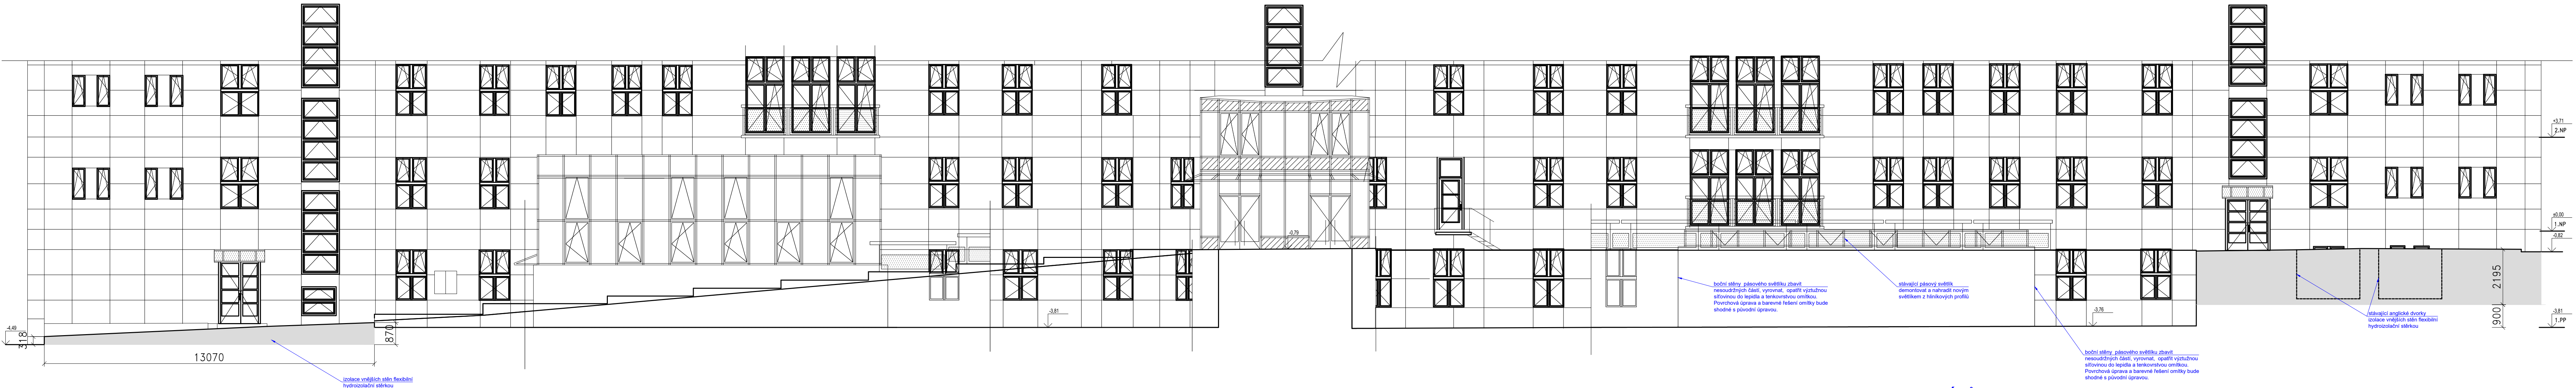 +3,71
2.NP
±0,00
1.NP
-0,82
-0,79
2195
900
-3,81
1.PP
-4,49
318
13070
870
-3,81
-3,76
izolace vnějších stěn flexibilní
hydroizolační stěrkou
boční stěny pásového světlíku zbavit
nesoudržných částí, vyrovnat, opatřit výztužnou
síťovinou do lepidla a tenkovrstvou omítkou.
Povrchová úprava a barevné řešení omítky bude
shodné s původní úpravou.
stávající pásový světlík
demontovat a nahradit novým
světlíkem z hliníkových profilů
boční stěny pásového světlíku zbavit
nesoudržných částí, vyrovnat, opatřit výztužnou
síťovinou do lepidla a tenkovrstvou omítkou.
Povrchová úprava a barevné řešení omítky bude
shodné s původní úpravou.
stávající anglické dvorky
izolace vnějších stěn flexibilní
hydroizolační stěrkou